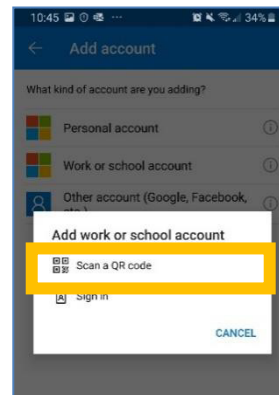 10:45 34%
Add account
What kind of account are you adding?
Personal account
Work or school account
Other account (Google, Facebook,
etc.)
Add work or school account
Scan a QR code
Sign in
CANCEL